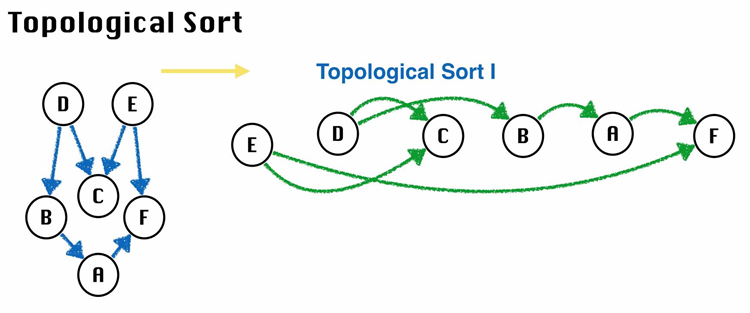 Topological Sort
Topological Sort I
D E
C
B F
A
E D C B A F